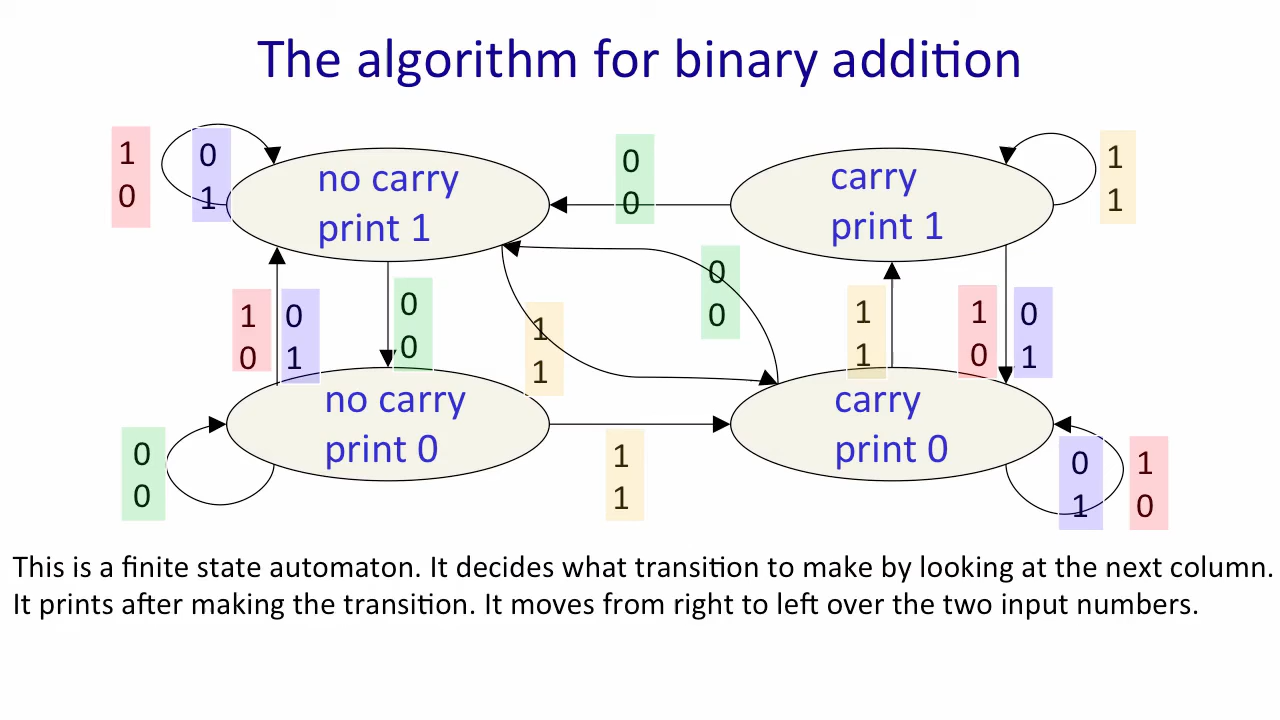 The algorithm for binary addition
1 0
0 1
0
0
1
1
no carry
print 1
carry
print 1
0
0
1 0
0 1
0
0
1
1
1
1
1 0
0 1
no carry
print 0
carry
print 0
0
0
1
1
0 1
1 0
This is a finite state automaton. It decides what transition to make by looking at the next column.
It prints after making the transition. It moves from right to left over the two input numbers.